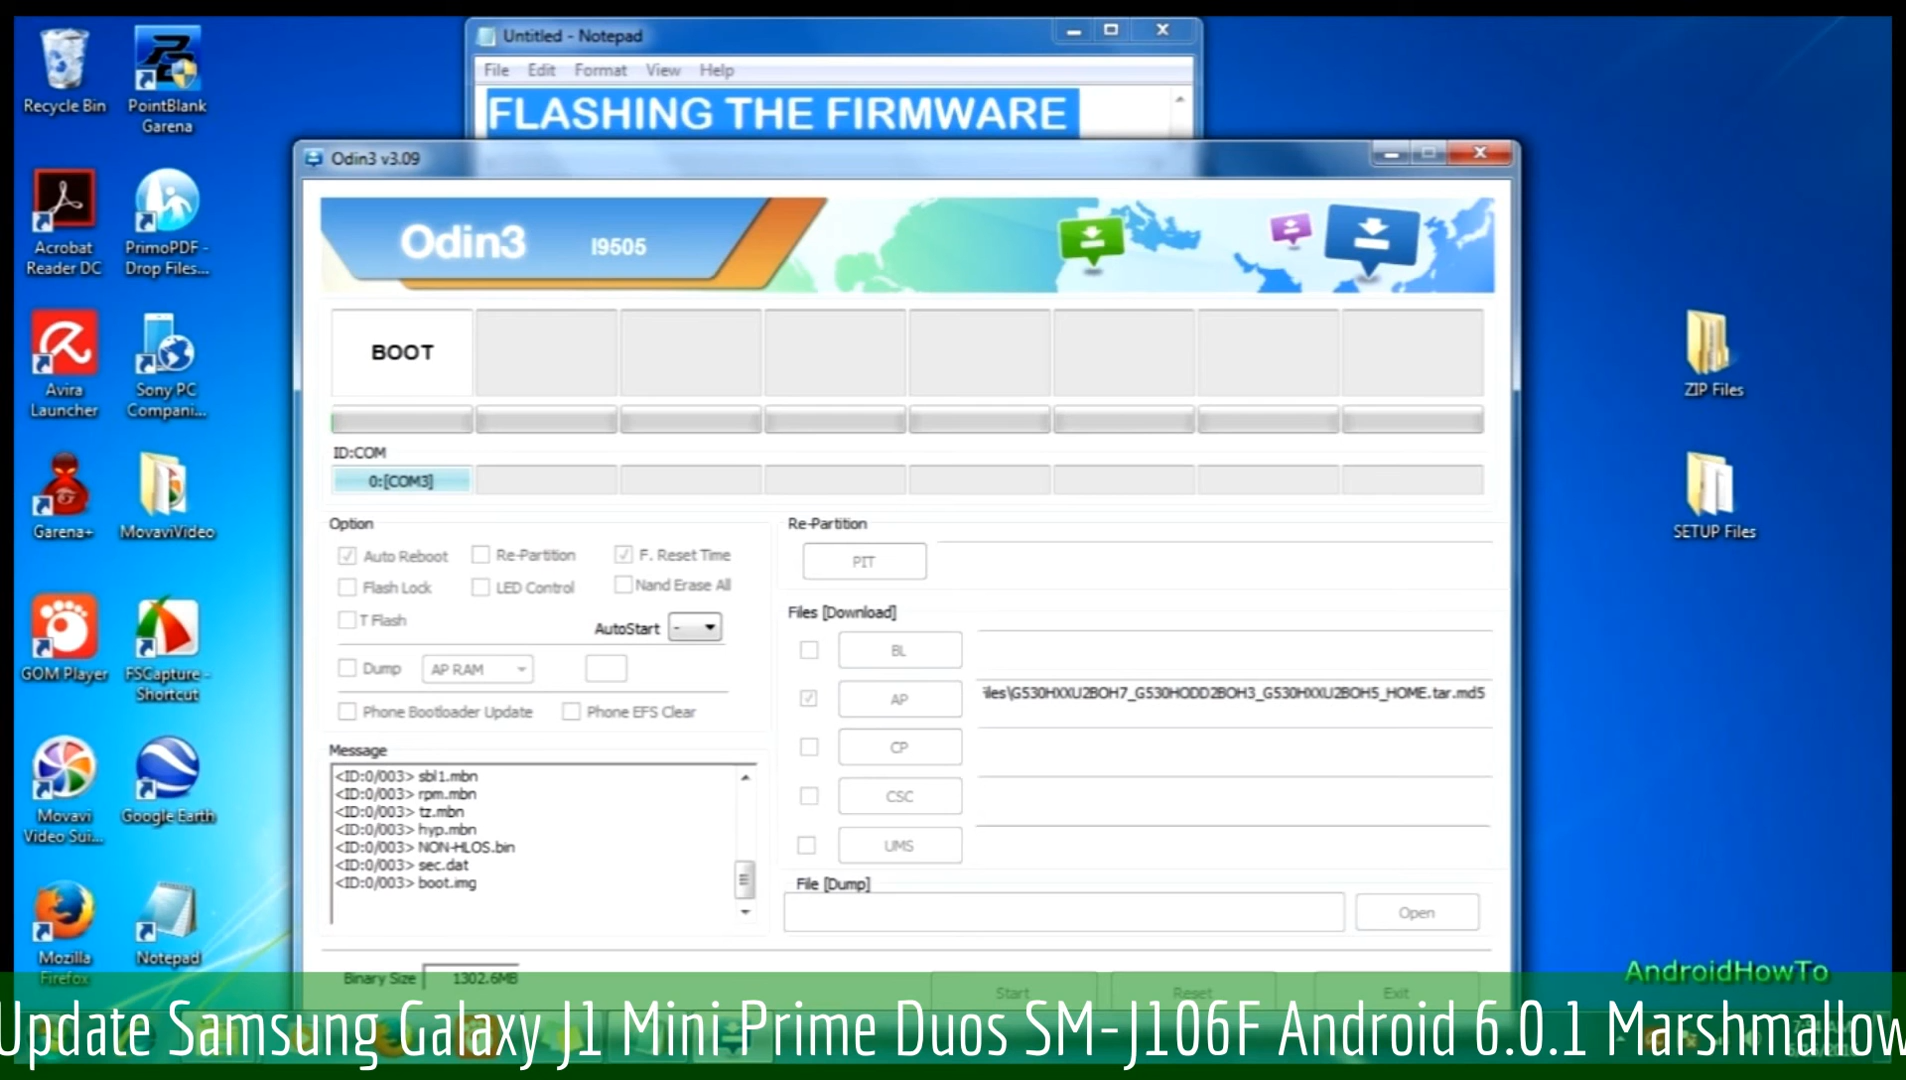 Recycle Bin
PointBlank
Garena
Acrobat
Reader DC
PrimoPDF -
Drop Files...
Avira
Launcher
Sony PC
Compani...
Garena+
MovaviVideo
GOM Player
FSCapture -
Shortcut
Movavi
Video Sui...
Google Earth
Mozilla
Firefox
Notepad
Untitled - Notepad
File Edit Format View Help
FLASHING THE FIRMWARE
Odin3 v3.09
Odin3 I9505
BOOT
ID:COM
0:[COM3]
Option
Auto Reboot Re-Partition F. Reset Time
Flash Lock LED Control Nand Erase All
T Flash
AutoStart -
Dump AP RAM
Phone Bootloader Update Phone EFS Clear
Message
<ID:0/003> sbl1.mbn
<ID:0/003> rpm.mbn
<ID:0/003> tz.mbn
<ID:0/003> hyp.mbn
<ID:0/003> NON-HLOS.bin
<ID:0/003> sec.dat
<ID:0/003> boot.img
Binary Size 1302.6MB
Re-Partition
PIT
Files [Download]
BL
AP iles\G530HXXU2BOH7_G530HODD2BOH3_G530HXXU2BOH5_HOME.tar.md5
CP
CSC
UMS
File [Dump]
Open
Start Reset Exit
ZIP Files
SETUP Files
AndroidHowTo
Update Samsung Galaxy J1 Mini Prime Duos SM-J106F Android 6.0.1 Marshmallow